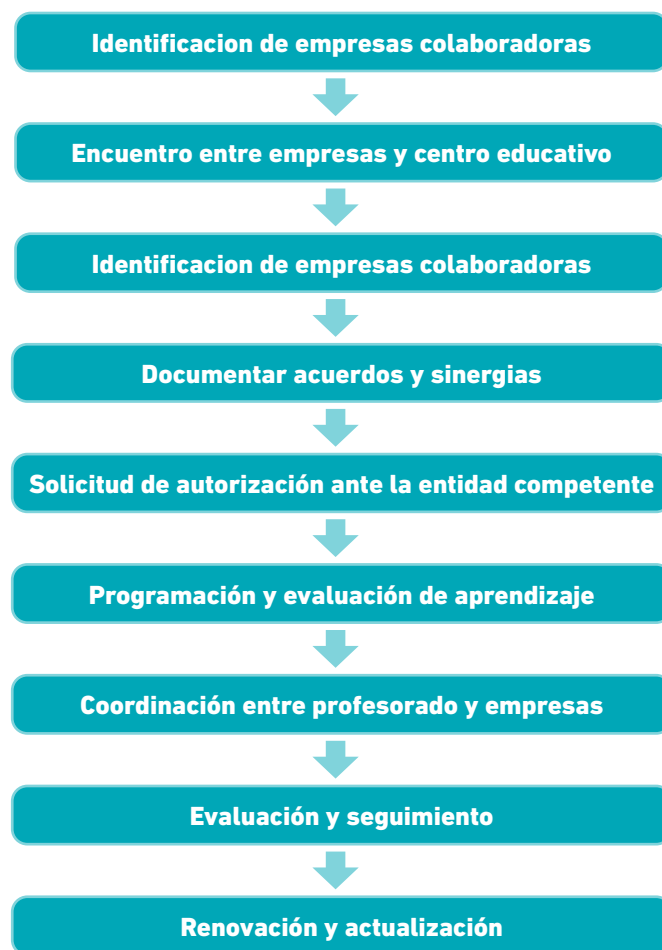 Identificacion de empresas colaboradoras
Encuentro entre empresas y centro educativo
Identificacion de empresas colaboradoras
Documentar acuerdos y sinergias
Solicitud de autorización ante la entidad competente
Programación y evaluación de aprendizaje
Coordinación entre profesorado y empresas
Evaluación y seguimiento
Renovación y actualización